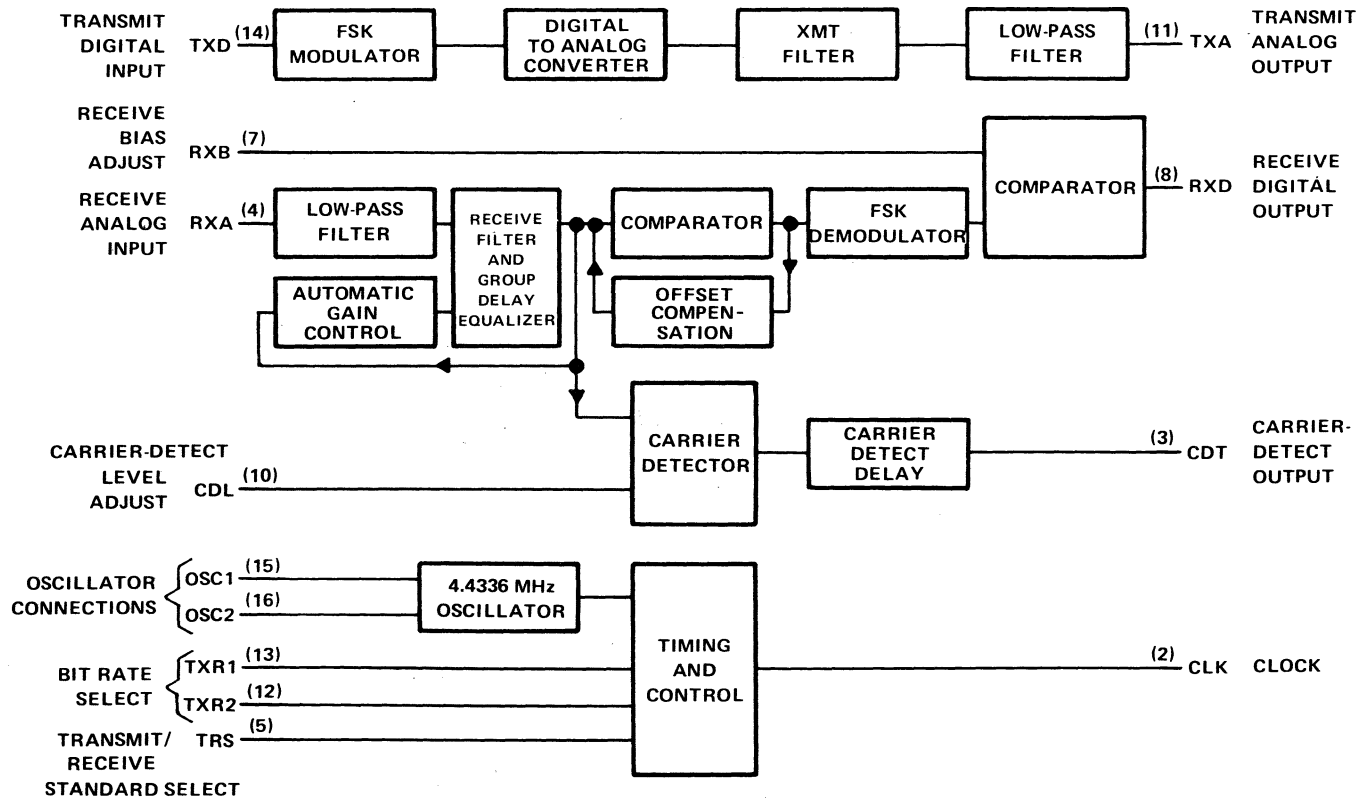 TRANSMIT
DIGITAL
INPUT
TXD
(14)
FSK
MODULATOR
DIGITAL
TO ANALOG
CONVERTER
XMT
FILTER
LOW-PASS
FILTER
(11)
TXA
TRANSMIT
ANALOG
OUTPUT
RECEIVE
BIAS
ADJUST
RXB
(7)
COMPARATOR
(8)
RXD
RECEIVE
DIGITAL
OUTPUT
RECEIVE
ANALOG
INPUT
RXA
(4)
LOW-PASS
FILTER
RECEIVE
FILTER
AND
GROUP
DELAY
EQUALIZER
COMPARATOR
FSK
DEMODULATOR
AUTOMATIC
GAIN
CONTROL
OFFSET
COMPEN-
SATION
CARRIER
DETECTOR
CARRIER
DETECT
DELAY
(3)
CDT
CARRIER-
DETECT
OUTPUT
CARRIER-DETECT
LEVEL
ADJUST
CDL
(10)
OSCILLATOR
CONNECTIONS
OSC1
(15)
OSC2
(16)
4.4336 MHz
OSCILLATOR
TIMING
AND
CONTROL
BIT RATE
SELECT
TXR1
(13)
TXR2
(12)
(2)
CLK
CLOCK
TRANSMIT/
RECEIVE
STANDARD SELECT
TRS
(5)